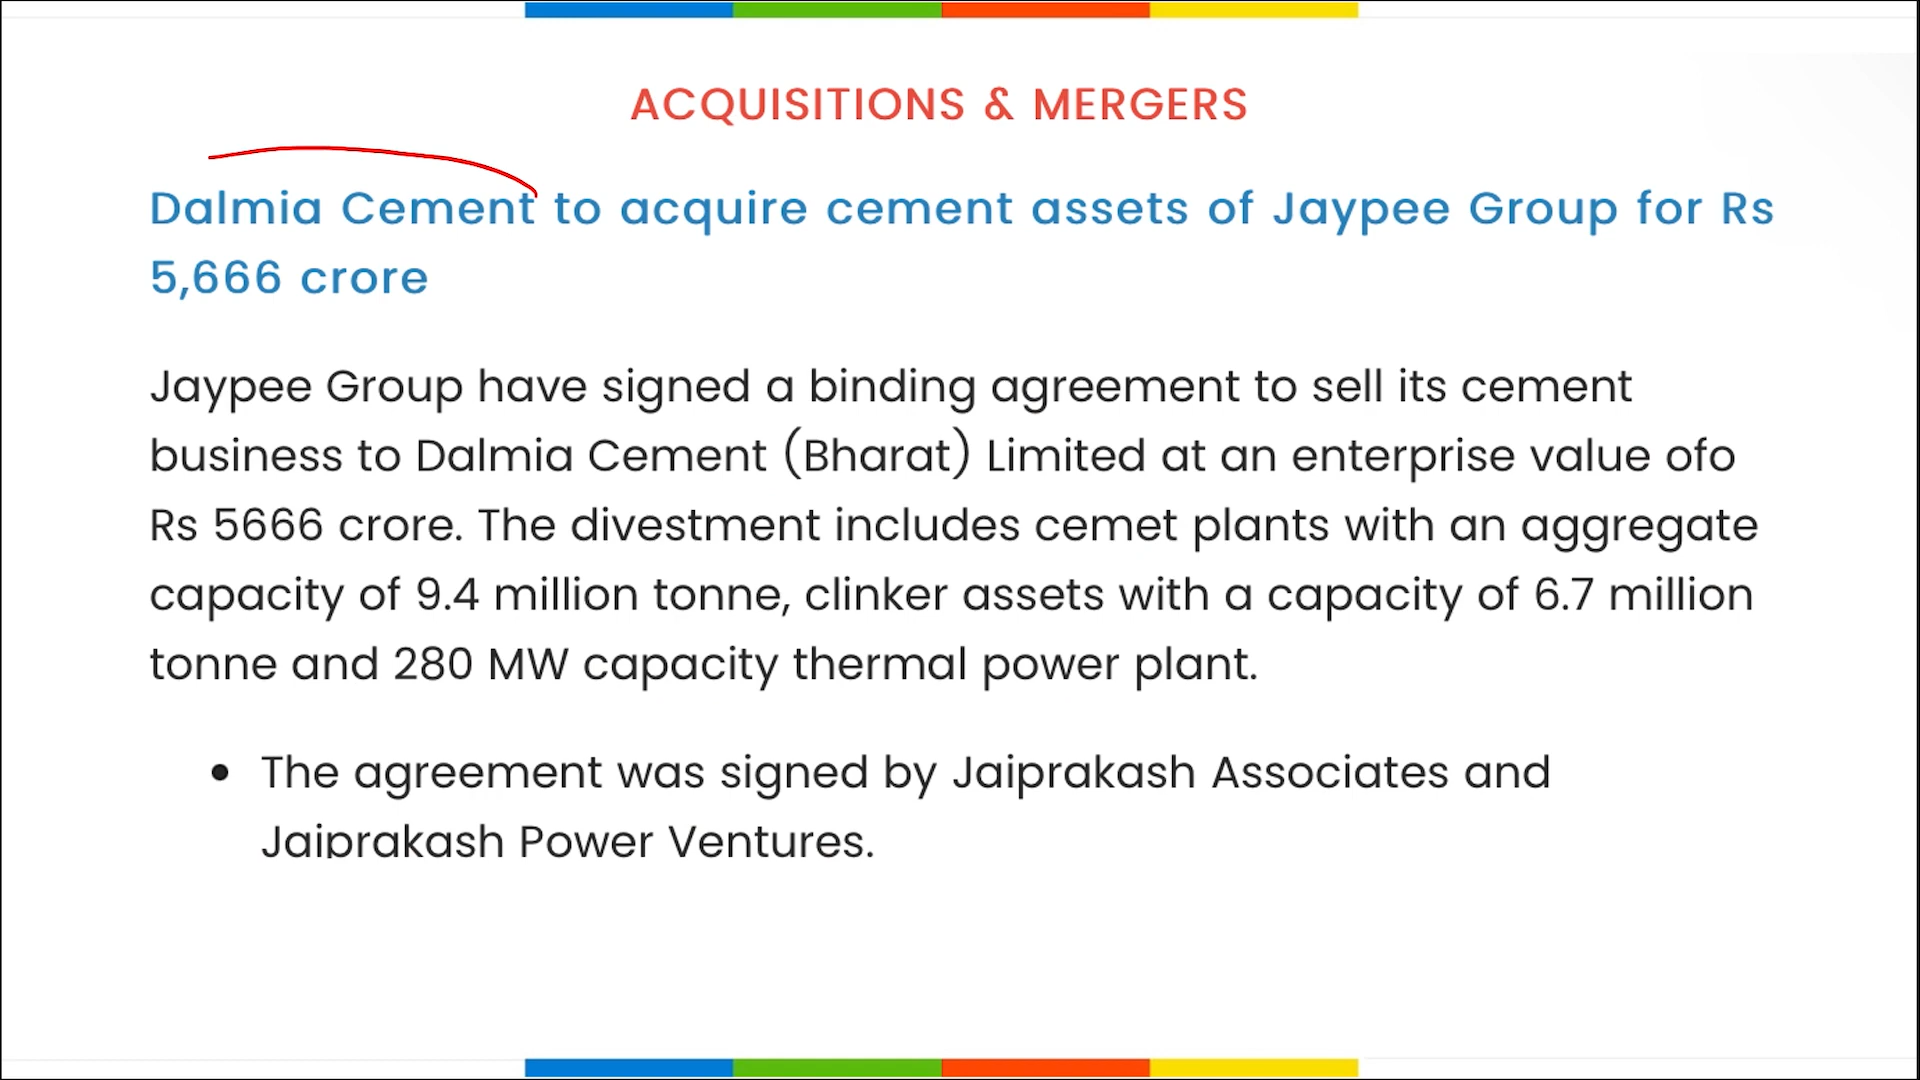 ACQUISITIONS & MERGERS
Dalmia Cement to acquire cement assets of Jaypee Group for Rs
5,666 crore
Jaypee Group have signed a binding agreement to sell its cement
business to Dalmia Cement (Bharat) Limited at an enterprise value ofo
Rs 5666 crore. The divestment includes cemet plants with an aggregate
capacity of 9.4 million tonne, clinker assets with a capacity of 6.7 million
tonne and 280 MW capacity thermal power plant.
• The agreement was signed by Jaiprakash Associates and
Jaiprakash Power Ventures.